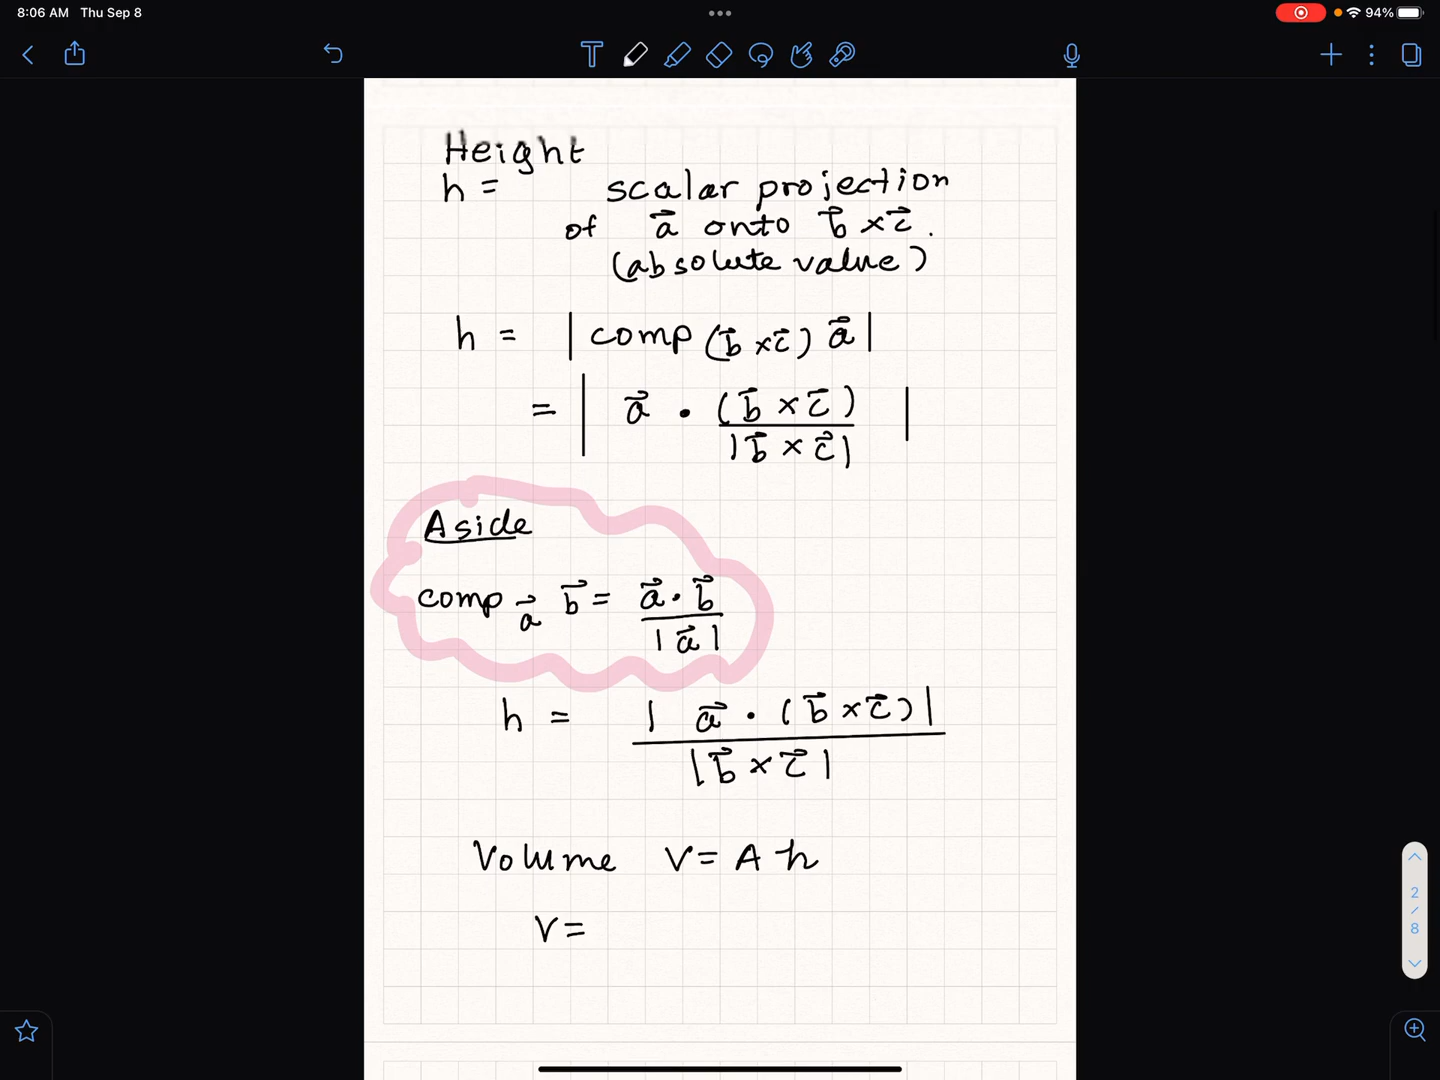 8:06 AM Thu Sep 8
94%
Height
h = scalar projection
of a⃗ onto b⃗ × c⃗.
(absolute value)
h = | comp (b⃗ × c⃗) a⃗ |
= | a⃗ · (b⃗ × c⃗) / |b⃗ × c⃗| |
Aside
comp a⃗ b⃗ = a⃗ · b⃗ / |a⃗|
h = | a⃗ · (b⃗ × c⃗) | / |b⃗ × c⃗|
Volume V = A h
V =
2
/
8